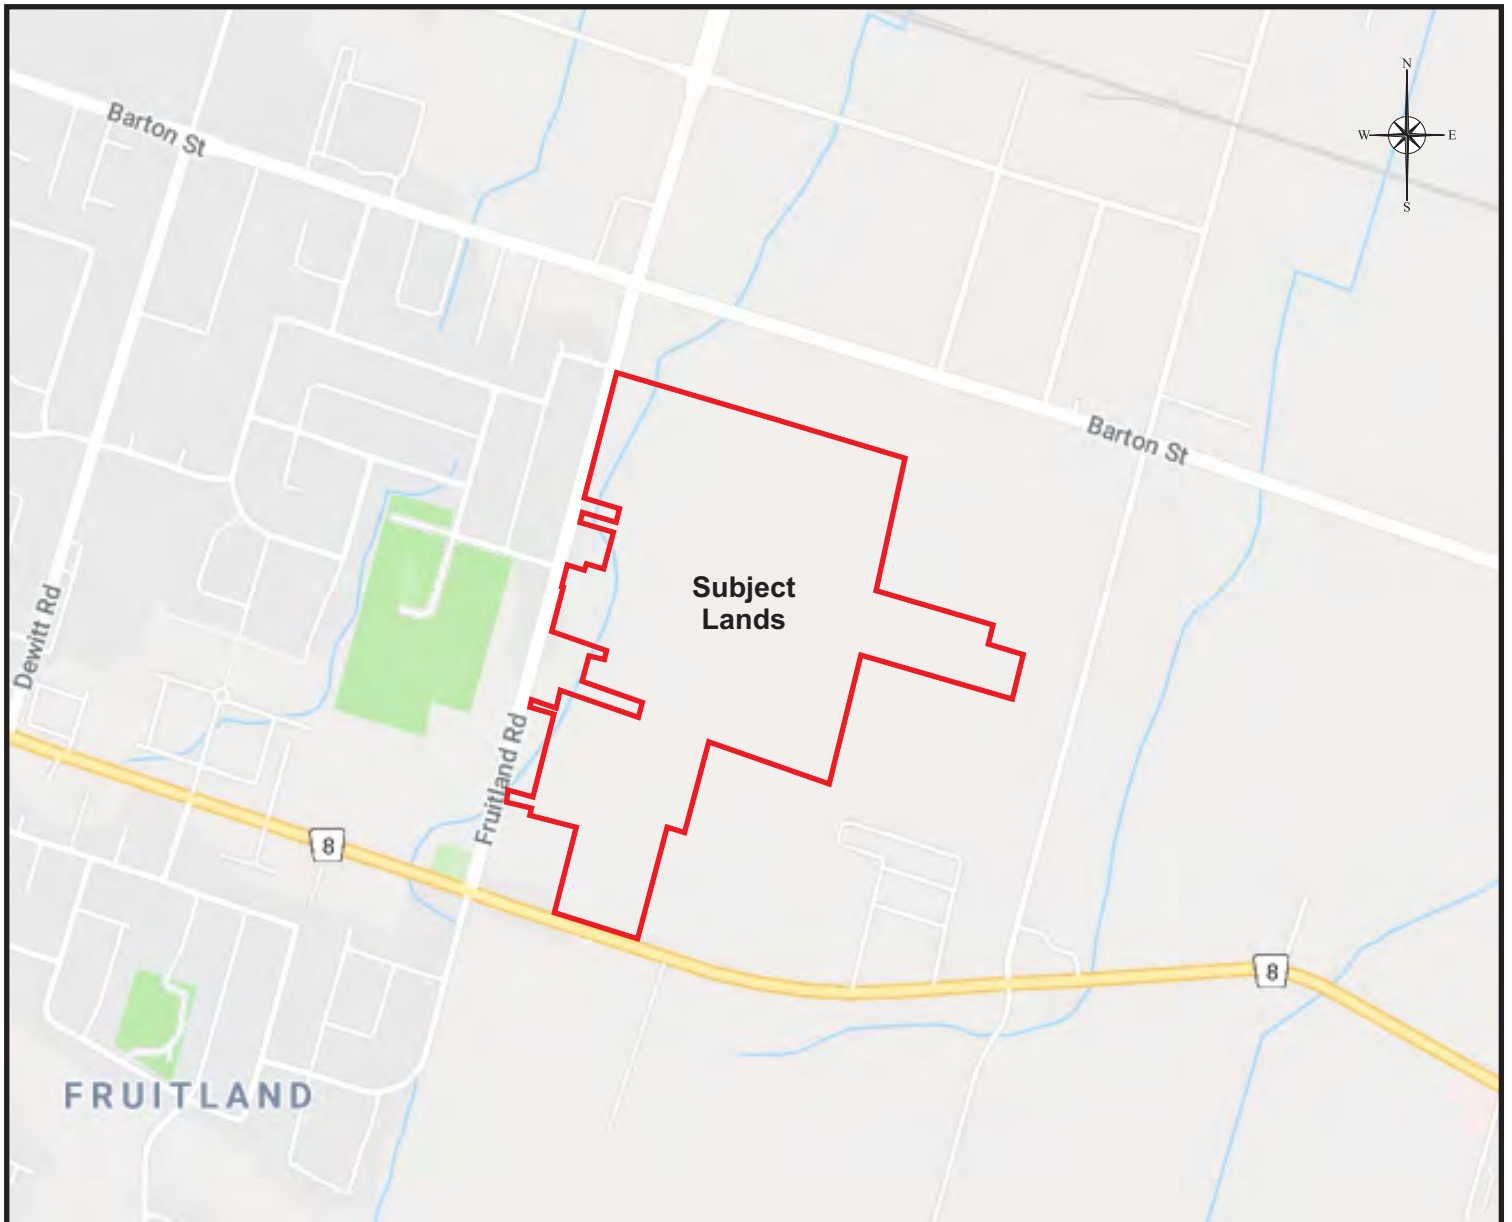 N
Barton St
W E
S
Barton St
Subject
Lands
Dewitt Rd
Fruitland Rd
8
8
FRUITLAND